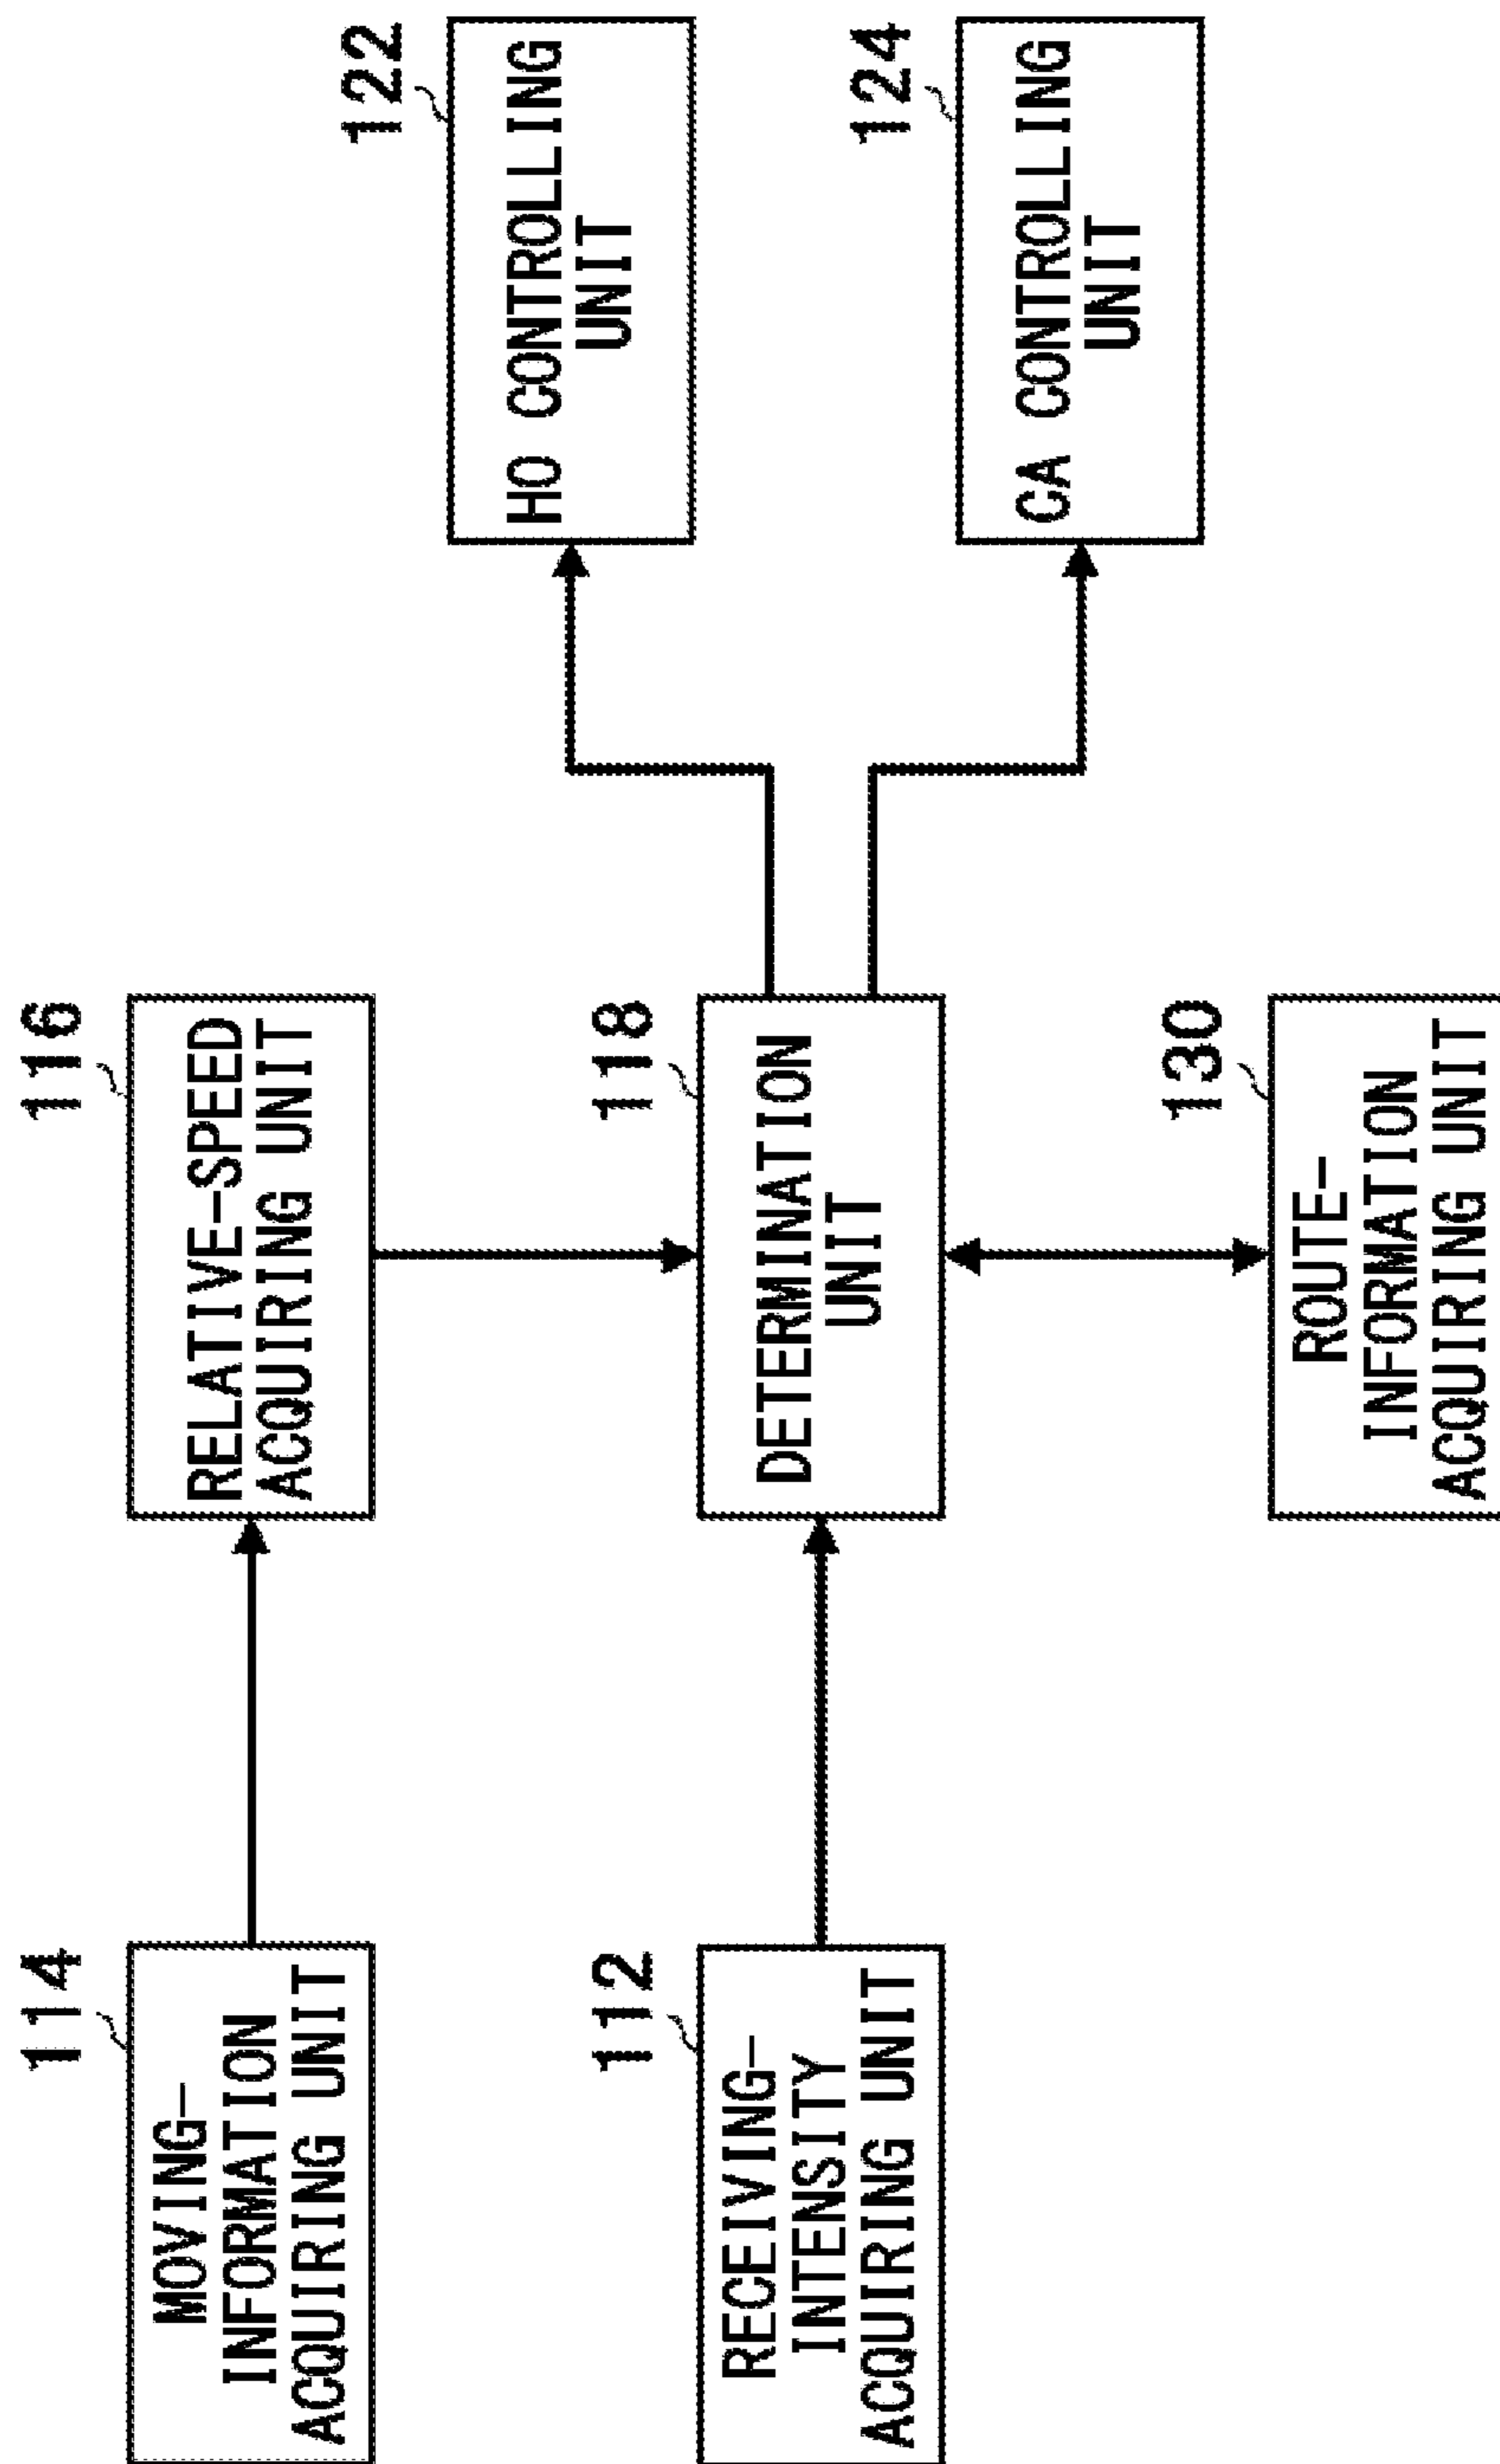 114
MOVING-
INFORMATION
ACQUIRING UNIT
116
RELATIVE-SPEED
ACQUIRING UNIT
122
HO CONTROLLING
UNIT
112
RECEIVING-
INTENSITY
ACQUIRING UNIT
118
DETERMINATION
UNIT
124
CA CONTROLLING
UNIT
130
ROUTE-
INFORMATION
ACQUIRING UNIT